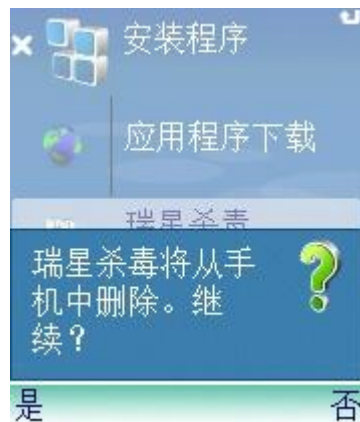 安装程序
应用程序下载
瑞星杀毒
瑞星杀毒将从手
机中删除。继
续？
是
否